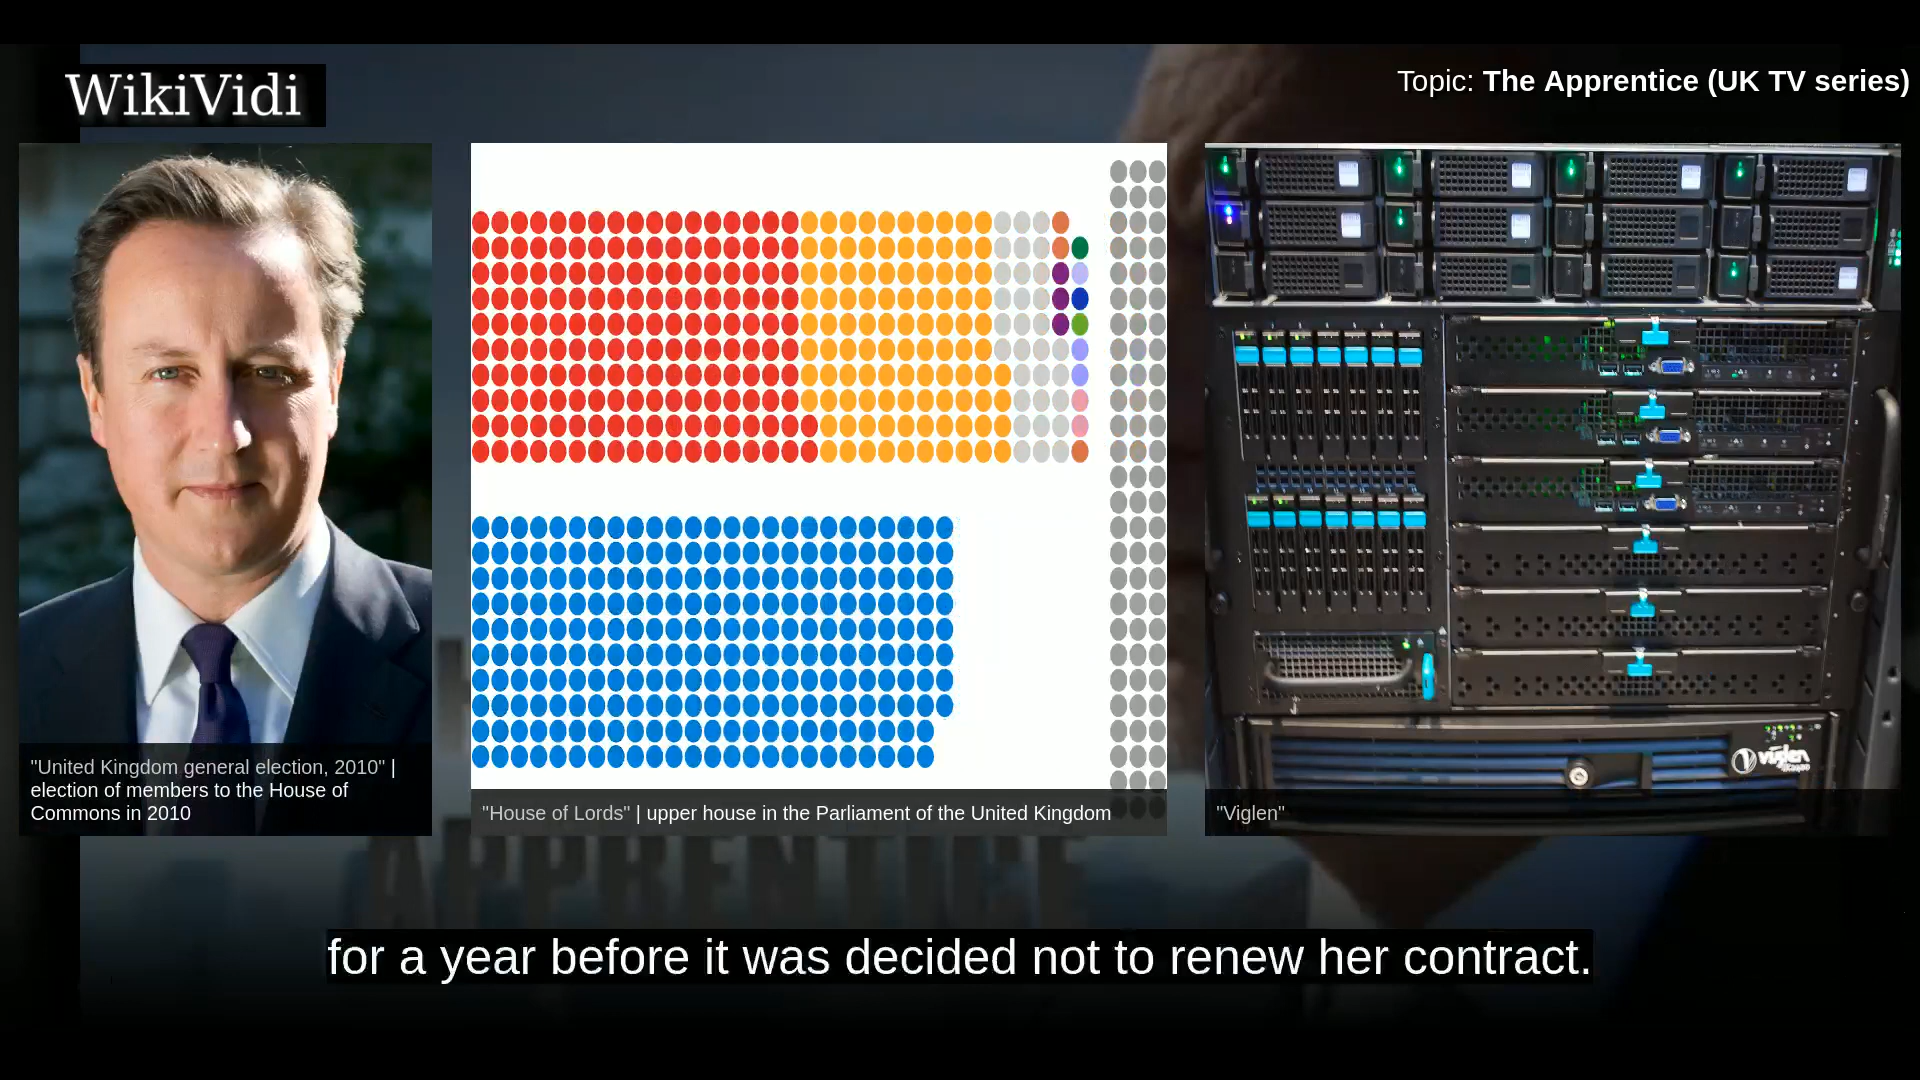 WikiVidi
Topic: The Apprentice (UK TV series)
"United Kingdom general election, 2010" |
election of members to the House of
Commons in 2010
"House of Lords" | upper house in the Parliament of the United Kingdom
viglen
"Viglen"
APPRENTICE
for a year before it was decided not to renew her contract.